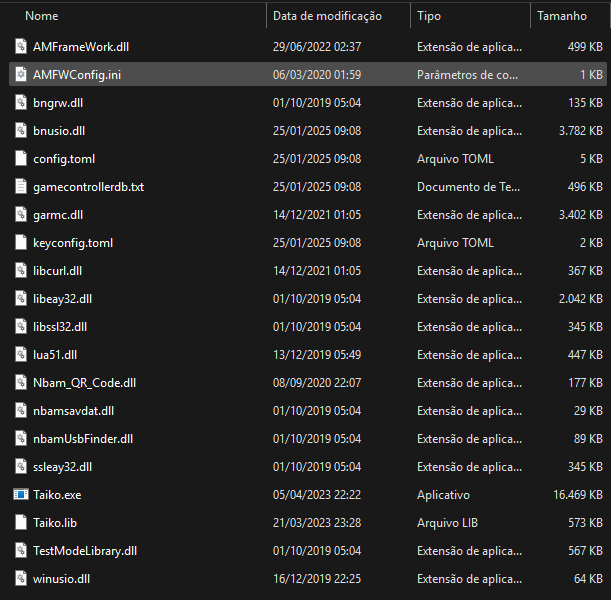 Nome Data de modificação Tipo Tamanho
AMFrameWork.dll 29/06/2022 02:37 Extensão de aplica... 499 KB
AMFWConfig.ini 06/03/2020 01:59 Parâmetros de co... 1 KB
bngrw.dll 01/10/2019 05:04 Extensão de aplica... 135 KB
bnusio.dll 25/01/2025 09:08 Extensão de aplica... 3.782 KB
config.toml 25/01/2025 09:08 Arquivo TOML 5 KB
gamecontrollerdb.txt 25/01/2025 09:08 Documento de Te... 496 KB
garmc.dll 14/12/2021 01:05 Extensão de aplica... 3.402 KB
keyconfig.toml 25/01/2025 09:08 Arquivo TOML 2 KB
libcurl.dll 14/12/2021 01:05 Extensão de aplica... 367 KB
libeay32.dll 01/10/2019 05:04 Extensão de aplica... 2.042 KB
libssl32.dll 01/10/2019 05:04 Extensão de aplica... 345 KB
lua51.dll 13/12/2019 05:49 Extensão de aplica... 447 KB
Nbam_QR_Code.dll 08/09/2020 22:07 Extensão de aplica... 177 KB
nbamsavdat.dll 01/10/2019 05:04 Extensão de aplica... 29 KB
nbamUsbFinder.dll 01/10/2019 05:04 Extensão de aplica... 89 KB
ssleay32.dll 01/10/2019 05:04 Extensão de aplica... 345 KB
Taiko.exe 05/04/2023 22:22 Aplicativo 16.469 KB
Taiko.lib 21/03/2023 23:28 Arquivo LIB 573 KB
TestModeLibrary.dll 01/10/2019 05:04 Extensão de aplica... 567 KB
winusio.dll 16/12/2019 22:25 Extensão de aplica... 64 KB